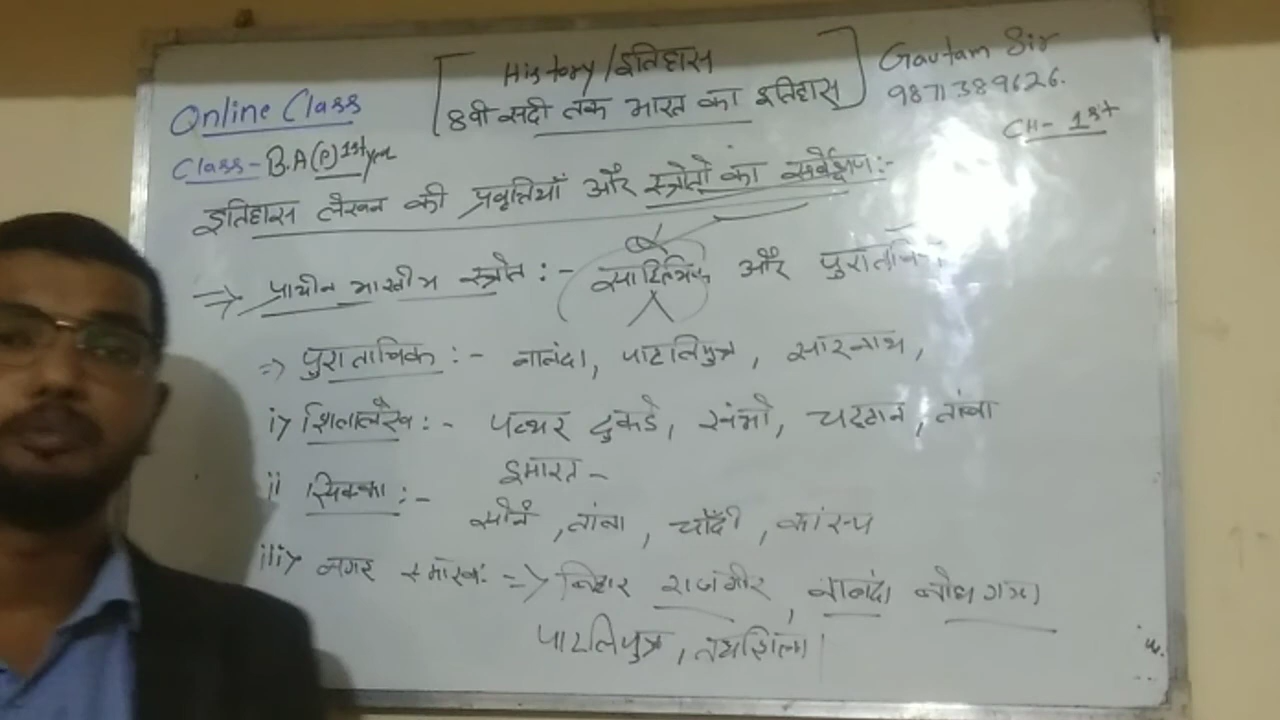 History/इतिहास
8वी सदी तक भारत का इतिहास
Gautam Sir
9871389626.
Online Class
CH- 1st
Class- B.A(P) 1st year
इतिहास लेखन की प्रवृत्तियाँ और स्त्रोतो का सर्वेक्षण:-
=> प्राचीन भारतीय स्त्रोत :- साहित्यिक और
=> पुरातात्विक :- नालंदा, पाटलिपुत्र, सारनाथ,
i> शिलालेख :- पत्थर टुकडे, खंभो, चट्टान, तांबा
इमारत -
ii सिक्का :-
सोने, तांबा, चाँदी, कांस्य
iii> नगर स्मारक: => बिहार राजगीर, नालंदा बोधगया
पाटलिपुत्र, तक्षशिला।